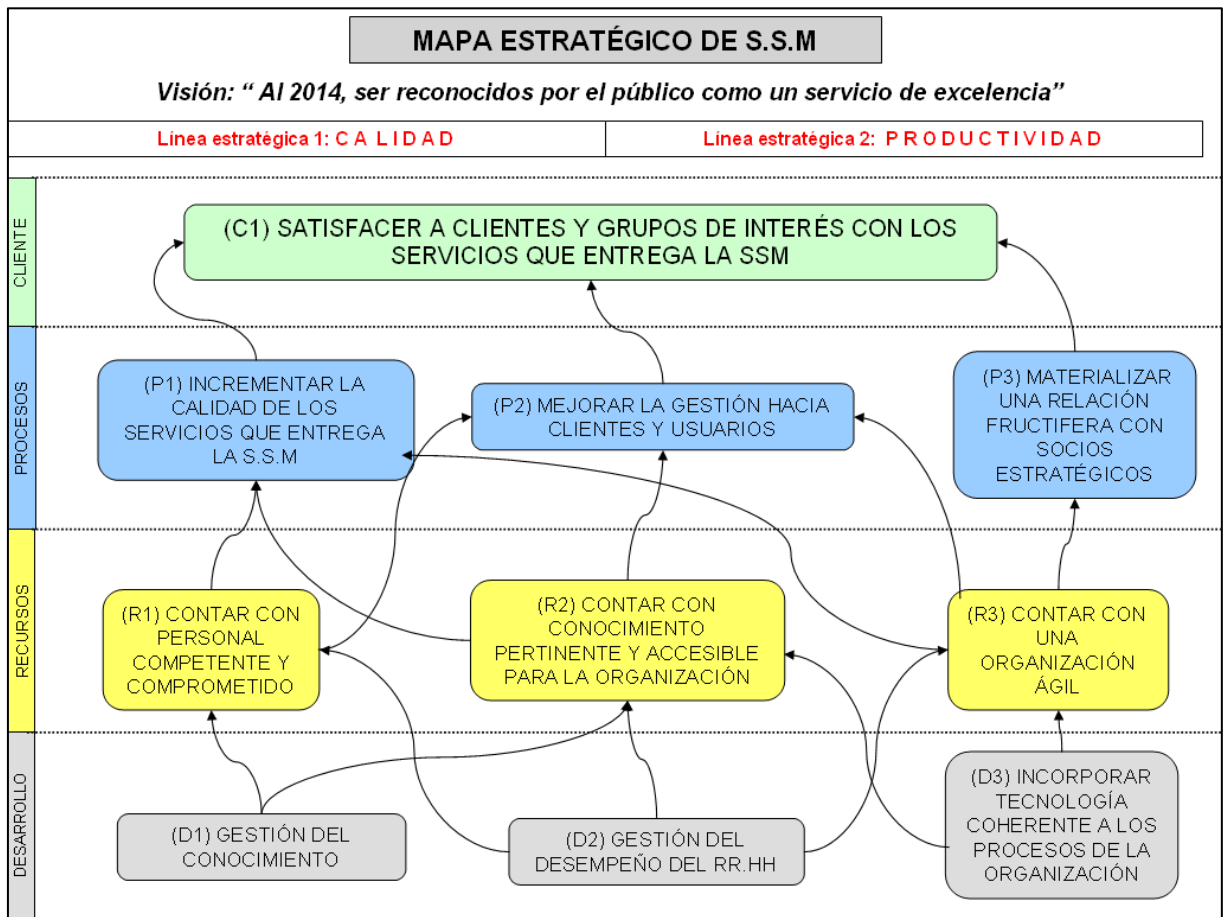 MAPA ESTRATÉGICO DE S.S.M
Visión: “ Al 2014, ser reconocidos por el público como un servicio de excelencia”
Línea estratégica 1: C A L I D A D
Línea estratégica 2: P R O D U C T I V I D A D
CLIENTE
(C1) SATISFACER A CLIENTES Y GRUPOS DE INTERÉS CON LOS
SERVICIOS QUE ENTREGA LA SSM
PROCESOS
(P1) INCREMENTAR LA
CALIDAD DE LOS
SERVICIOS QUE ENTREGA
LA S.S.M
(P2) MEJORAR LA GESTIÓN HACIA
CLIENTES Y USUARIOS
(P3) MATERIALIZAR
UNA RELACIÓN
FRUCTIFERA CON
SOCIOS
ESTRATÉGICOS
RECURSOS
(R1) CONTAR CON
PERSONAL
COMPETENTE Y
COMPROMETIDO
(R2) CONTAR CON
CONOCIMIENTO
PERTINENTE Y ACCESIBLE
PARA LA ORGANIZACIÓN
(R3) CONTAR CON
UNA
ORGANIZACIÓN
ÁGIL
DESARROLLO
(D1) GESTIÓN DEL
CONOCIMIENTO
(D2) GESTIÓN DEL
DESEMPEÑO DEL RR.HH
(D3) INCORPORAR
TECNOLOGÍA
COHERENTE A LOS
PROCESOS DE LA
ORGANIZACIÓN